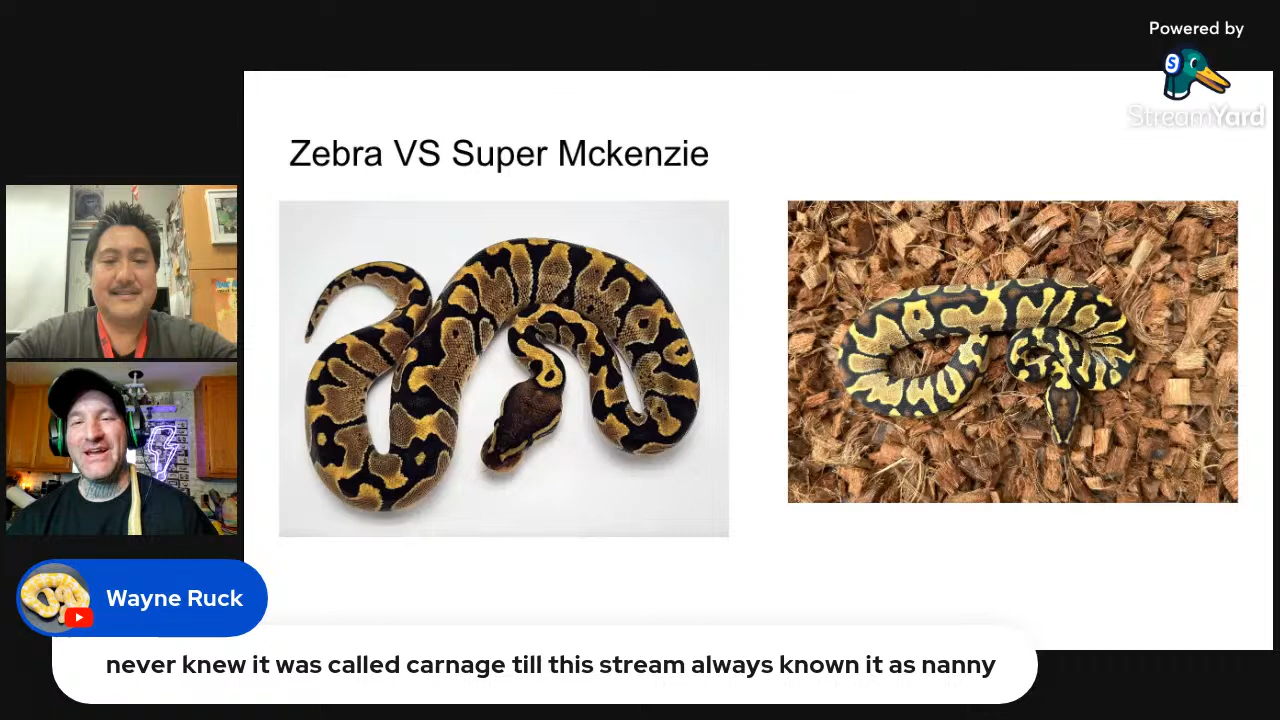 Powered by
S
StreamYard
Zebra VS Super Mckenzie
Wayne Ruck
never knew it was called carnage till this stream always known it as nanny